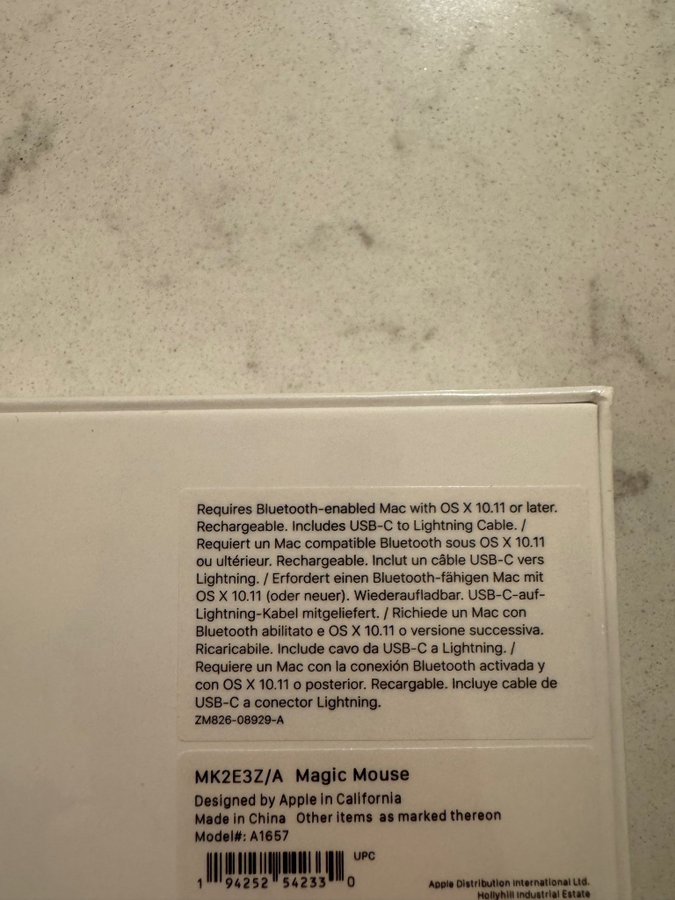 Requires Bluetooth-enabled Mac with OS X 10.11 or later.
Rechargeable. Includes USB-C to Lightning Cable. /
Requiert un Mac compatible Bluetooth sous OS X 10.11
ou ultérieur. Rechargeable. Inclut un câble USB-C vers
Lightning. / Erfordert einen Bluetooth-fähigen Mac mit
OS X 10.11 (oder neuer). Wiederaufladbar. USB-C-auf-
Lightning-Kabel mitgeliefert. / Richiede un Mac con
Bluetooth abilitato e OS X 10.11 o versione successiva.
Ricaricabile. Include cavo da USB-C a Lightning. /
Requiere un Mac con la conexión Bluetooth activada y
con OS X 10.11 o posterior. Recargable. Incluye cable de
USB-C a conector Lightning.
ZM826-08929-A
MK2E3Z/A Magic Mouse
Designed by Apple in California
Made in China Other items as marked thereon
Model#: A1657
UPC
1 94252 54233 0
Apple Distribution International Ltd.
Hollyhill Industrial Estate